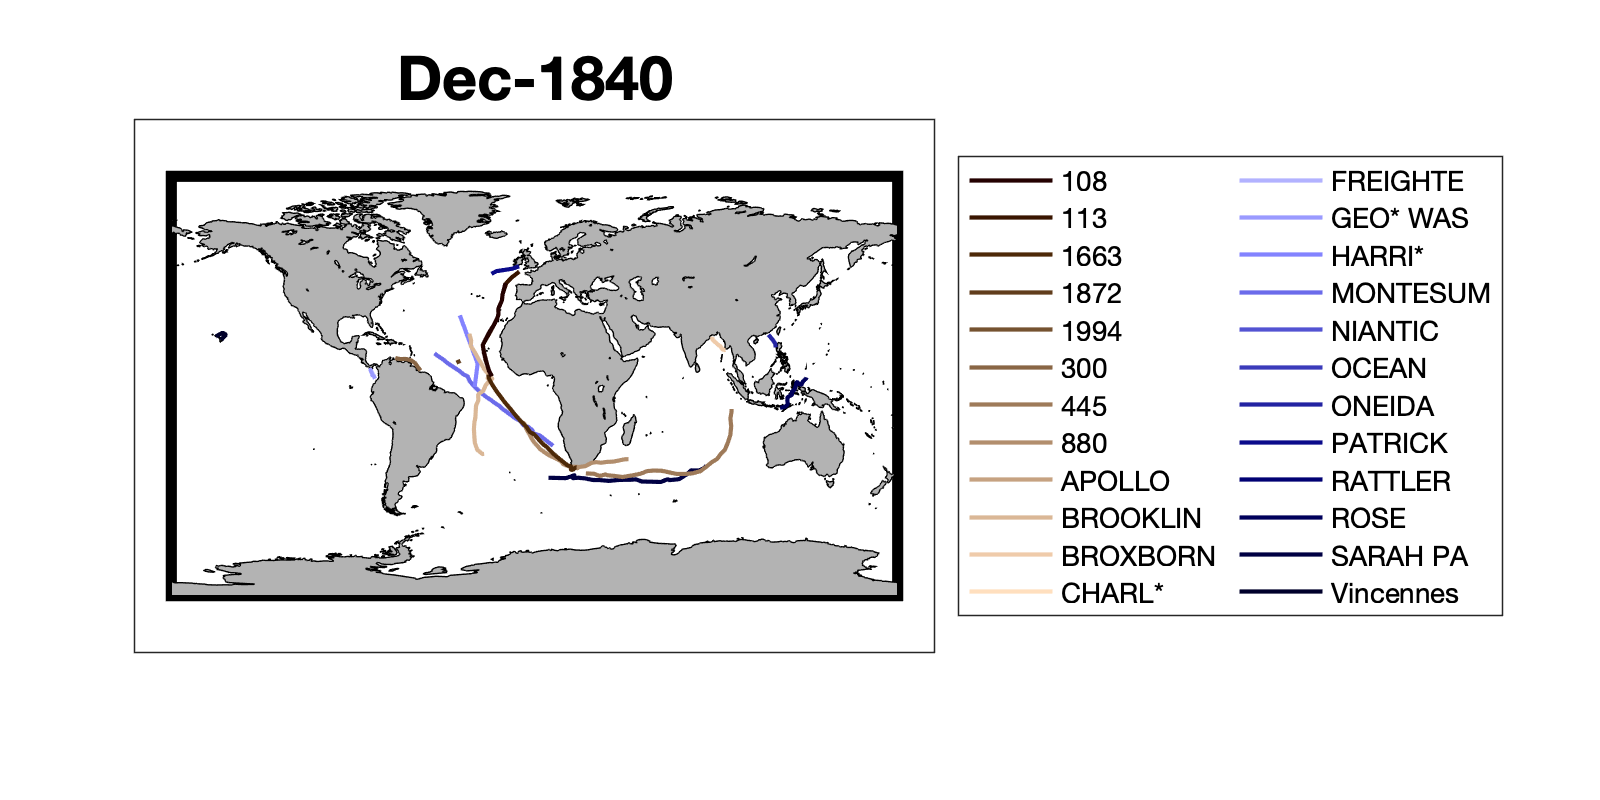 Dec-1840
108
113
1663
1872
1994
300
445
880
APOLLO
BROOKLIN
BROXBORN
CHARL*
FREIGHTE
GEO* WAS
HARRI*
MONTESUM
NIANTIC
OCEAN
ONEIDA
PATRICK
RATTLER
ROSE
SARAH PA
Vincennes